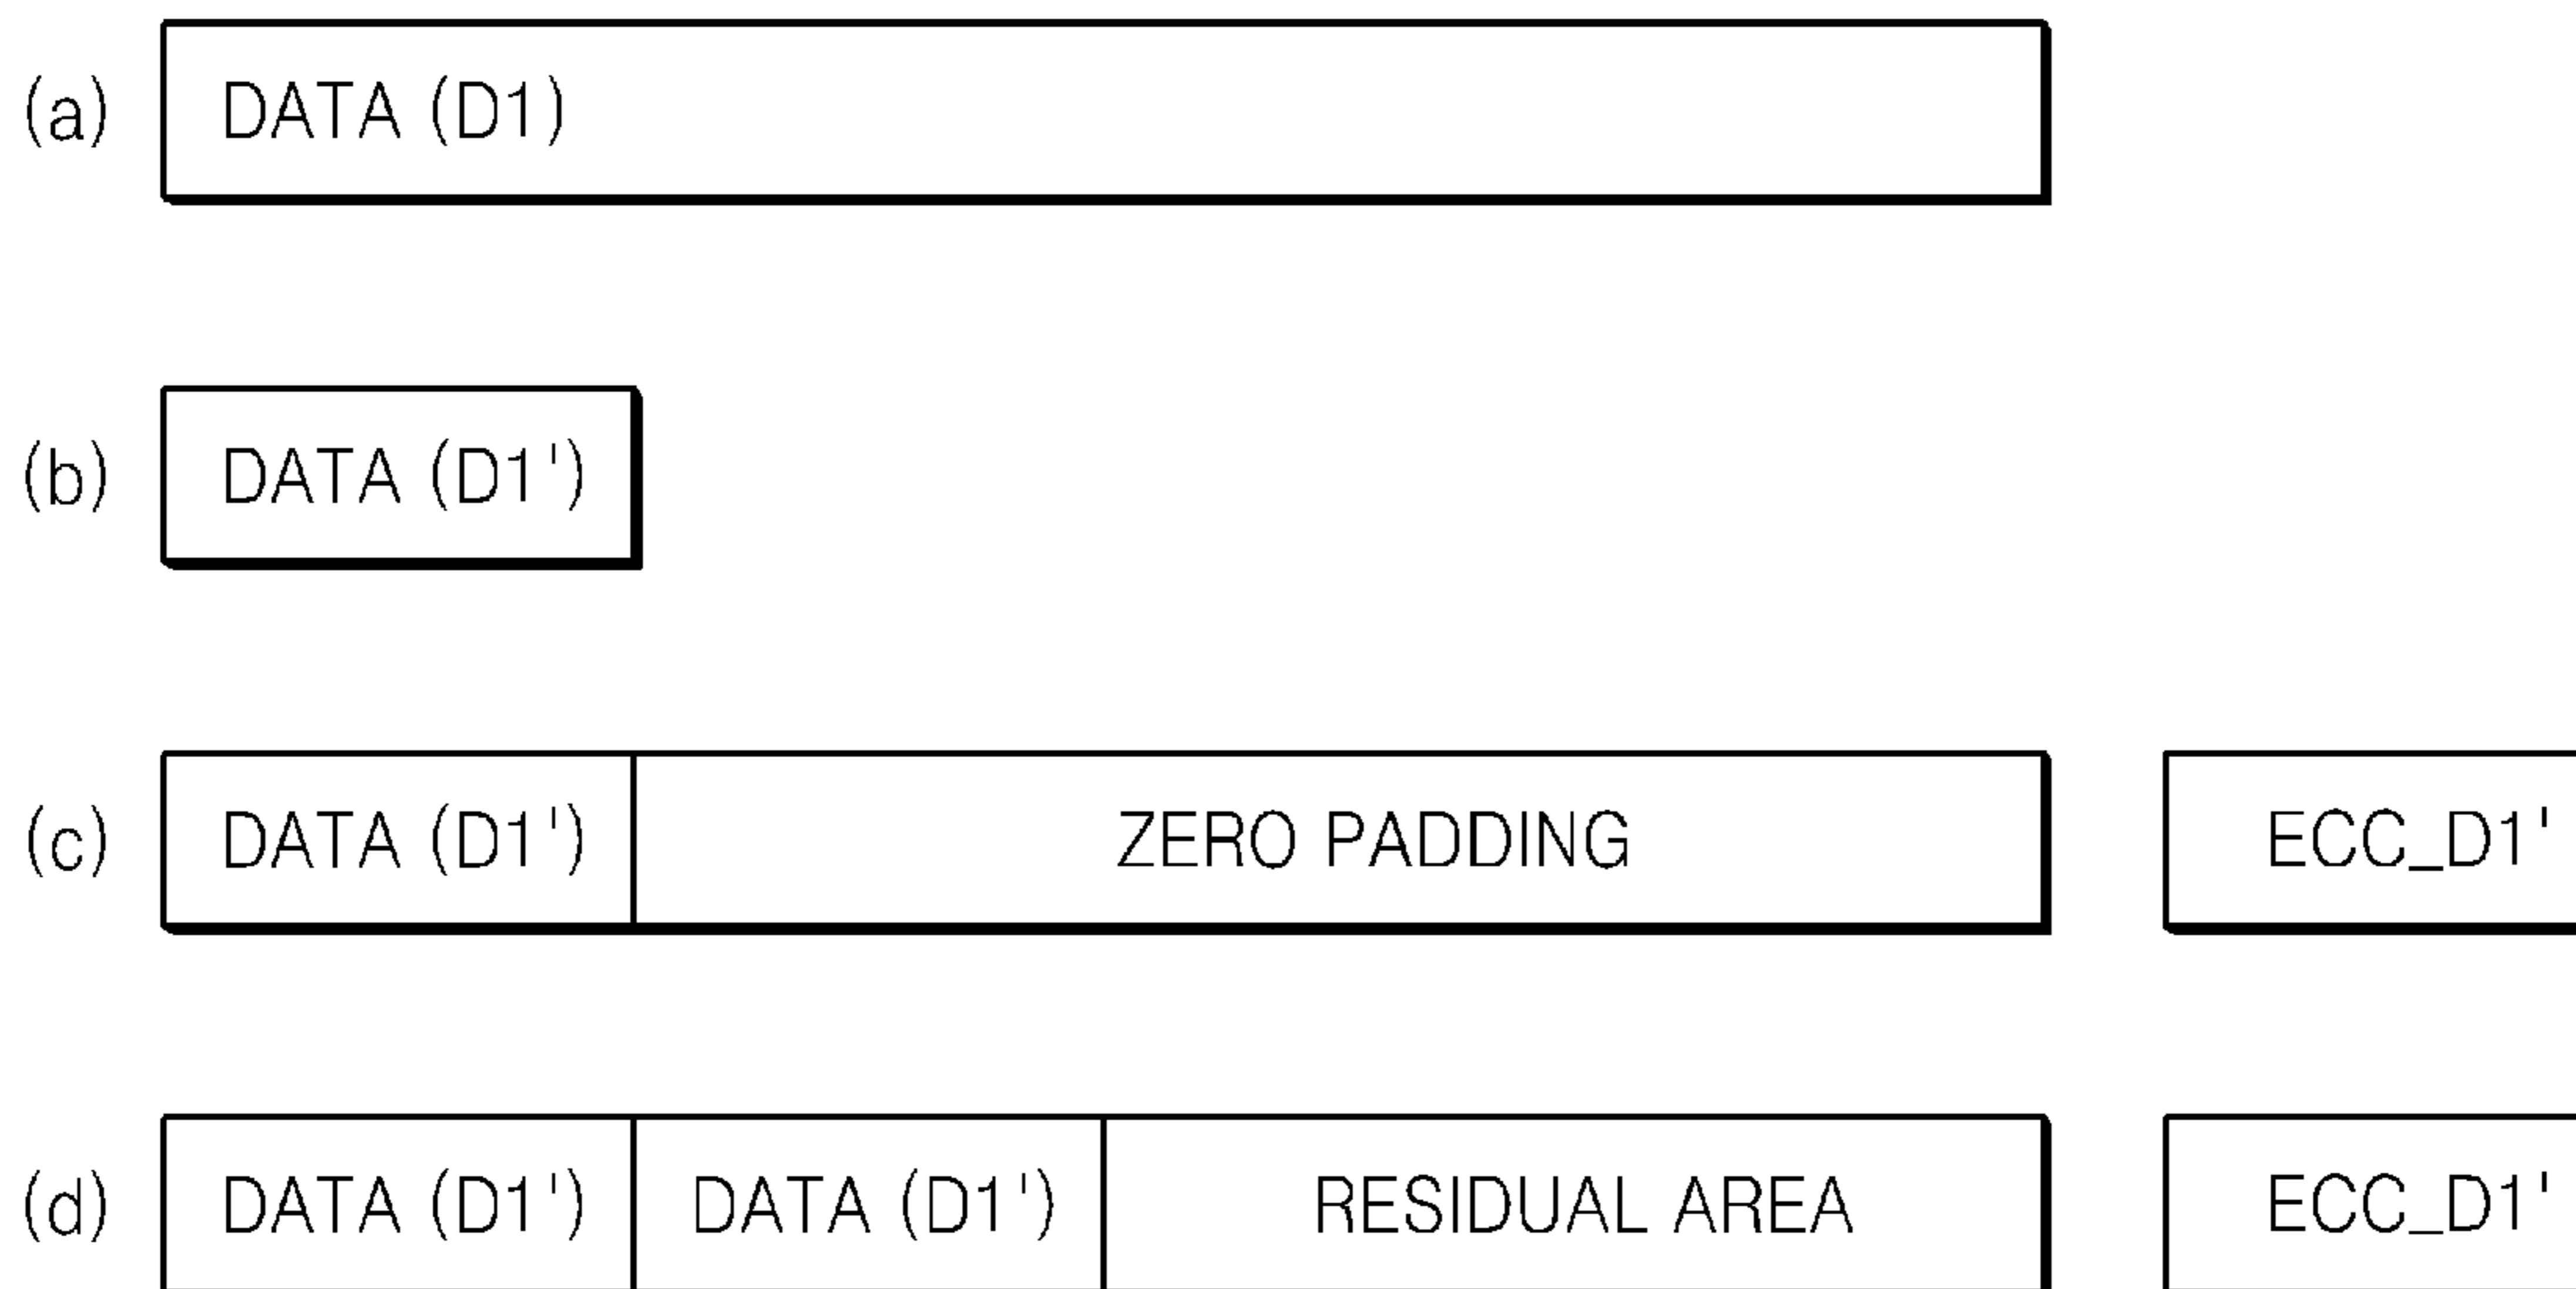 (a) DATA (D1)
(b) DATA (D1')
(c) DATA (D1') ZERO PADDING ECC_D1'
(d) DATA (D1') DATA (D1') RESIDUAL AREA ECC_D1'